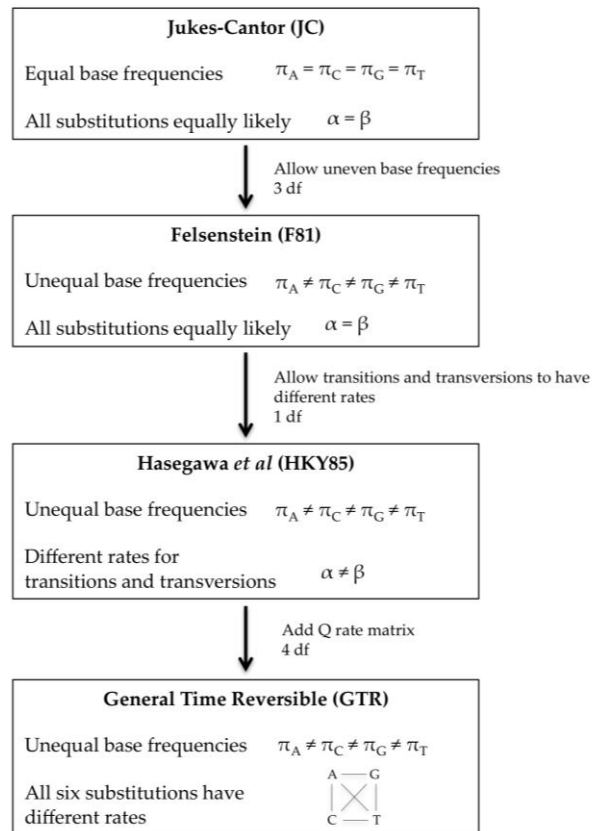 Jukes-Cantor (JC)
Equal base frequencies π_A = π_C = π_G = π_T
All substitutions equally likely α = β
Allow uneven base frequencies
3 df
Felsenstein (F81)
Unequal base frequencies π_A ≠ π_C ≠ π_G ≠ π_T
All substitutions equally likely α = β
Allow transitions and transversions to have
different rates
1 df
Hasegawa et al (HKY85)
Unequal base frequencies π_A ≠ π_C ≠ π_G ≠ π_T
Different rates for
transitions and transversions α ≠ β
Add Q rate matrix
4 df
General Time Reversible (GTR)
Unequal base frequencies π_A ≠ π_C ≠ π_G ≠ π_T
All six substitutions have
different rates
A G
C T